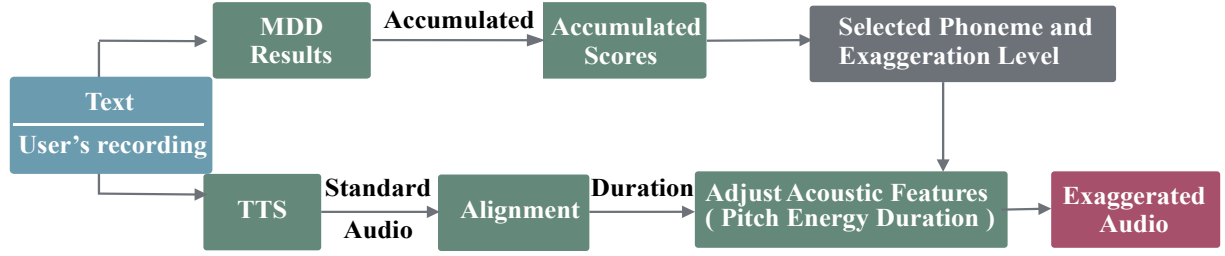 MDD
Results
Accumulated
Accumulated
Scores
Selected Phoneme and
Exaggeration Level
Text
User's recording
TTS
Standard
Audio
Alignment
Duration
Adjust Acoustic Features
( Pitch Energy Duration )
Exaggerated
Audio